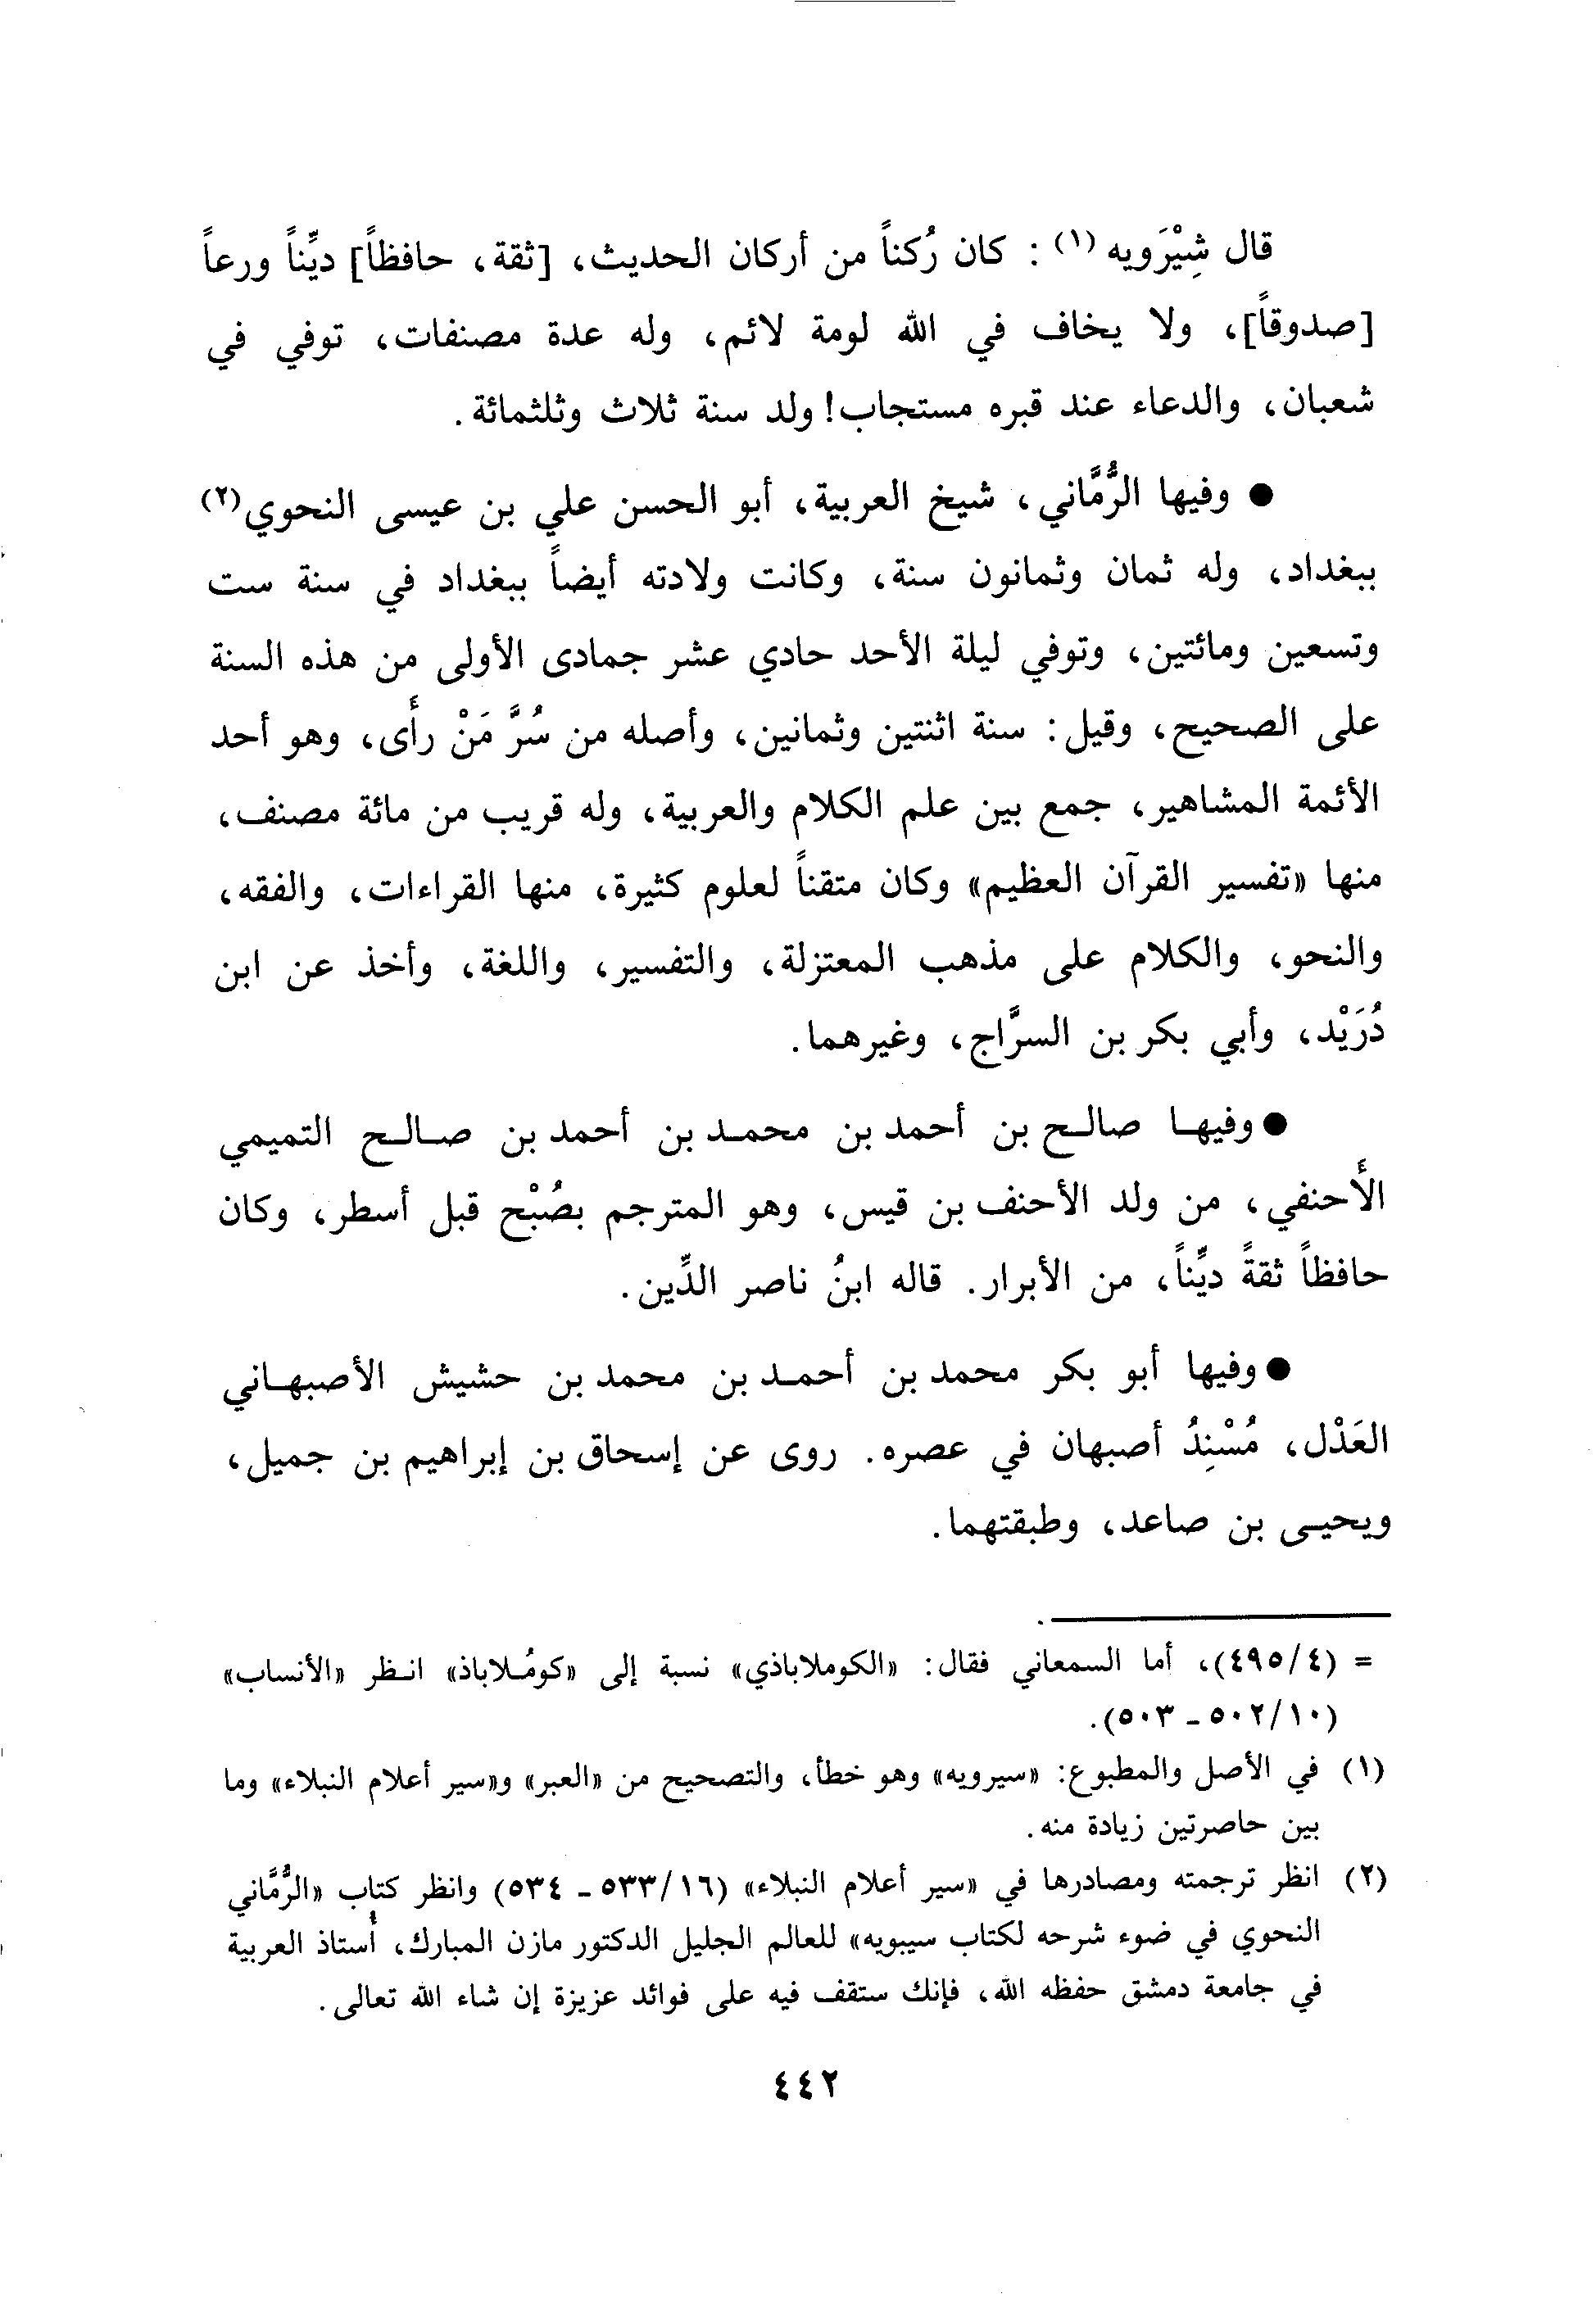 قال شِيْرَويه (١) : كان رُكناً من أركان الحديث، [ثقة، حافظاً] ديِّناً ورعاً
[صدوقاً]، ولا يخاف في الله لومة لائم، وله عدة مصنفات، توفي في
شعبان، والدعاء عند قبره مستجاب! ولد سنة ثلاث وثلثمائة.
● وفيها الرُّمَّاني، شيخ العربية، أبو الحسن علي بن عيسى النحوي(٢)
ببغداد، وله ثمان وثمانون سنة، وكانت ولادته أيضاً ببغداد في سنة ست
وتسعين ومائتين، وتوفي ليلة الأحد حادي عشر جمادى الأولى من هذه السنة
على الصحيح، وقيل: سنة اثنتين وثمانين، وأصله من سُرَّ مَنْ رأى، وهو أحد
الأئمة المشاهير، جمع بين علم الكلام والعربية، وله قريب من مائة مصنف،
منها «تفسير القرآن العظيم» وكان متقناً لعلوم كثيرة، منها القراءات، والفقه،
والنحو، والكلام على مذهب المعتزلة، والتفسير، واللغة، وأخذ عن ابن
دُرَيْد، وأبي بكر بن السرَّاج، وغيرهما.
● وفيها صالح بن أحمد بن محمد بن أحمد بن صالح التميمي
الأَحنفي، من ولد الأحنف بن قيس، وهو المترجم بصُبْح قبل أسطر، وكان
حافظاً ثقةً ديِّناً، من الأبرار. قاله ابنُ ناصر الدِّين.
● وفيها أبو بكر محمد بن أحمد بن محمد بن حشيش الأصبهاني
العَدْل، مُسْنِدُ أصبهان في عصره. روى عن إسحاق بن إبراهيم بن جميل،
ويحيى بن صاعد، وطبقتهما.
= (٤٩٥/٤)، أما السمعاني فقال: «الكوملاباذي» نسبة إلى «كومُلاباذ» انظر «الأنساب»
(٥٠٢/١٠ - ٥٠٣).
(١) في الأصل والمطبوع: «سيرويه» وهو خطأ، والتصحيح من «العبر» و«سير أعلام النبلاء» وما
بين حاصرتين زيادة منه.
(٢) انظر ترجمته ومصادرها في «سير أعلام النبلاء» (٥٣٣/١٦ - ٥٣٤) وانظر كتاب «الرُّمَّاني
النحوي في ضوء شرحه لكتاب سيبويه» للعالم الجليل الدكتور مازن المبارك، أُستاذ العربية
في جامعة دمشق حفظه الله، فإنك ستقف فيه على فوائد عزيزة إن شاء الله تعالى.
٤٤٢